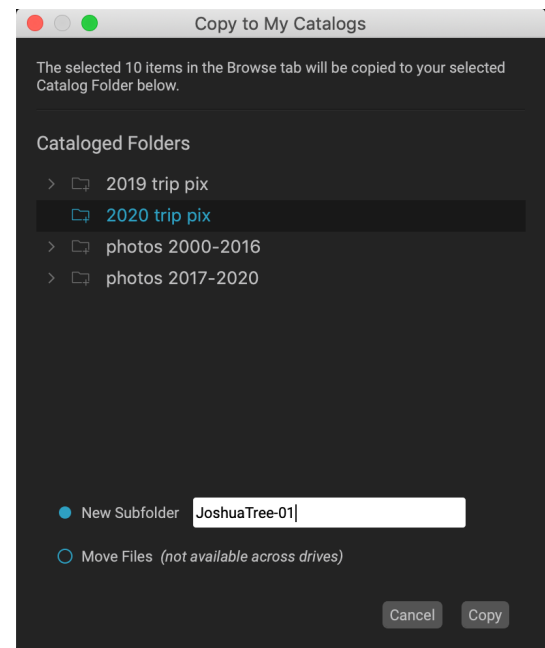 Copy to My Catalogs
The selected 10 items in the Browse tab will be copied to your selected
Catalog Folder below.
Cataloged Folders
2019 trip pix
2020 trip pix
photos 2000-2016
photos 2017-2020
New Subfolder JoshuaTree-01
Move Files (not available across drives)
Cancel Copy